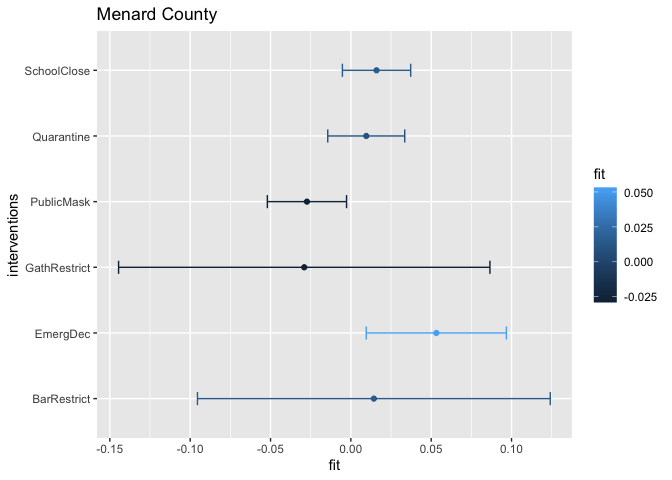 Menard County
interventions
SchoolClose
Quarantine
PublicMask
GathRestrict
EmergDec
BarRestrict
-0.15 -0.10 -0.05 0.00 0.05 0.10
fit
fit
0.050
0.025
0.000
-0.025